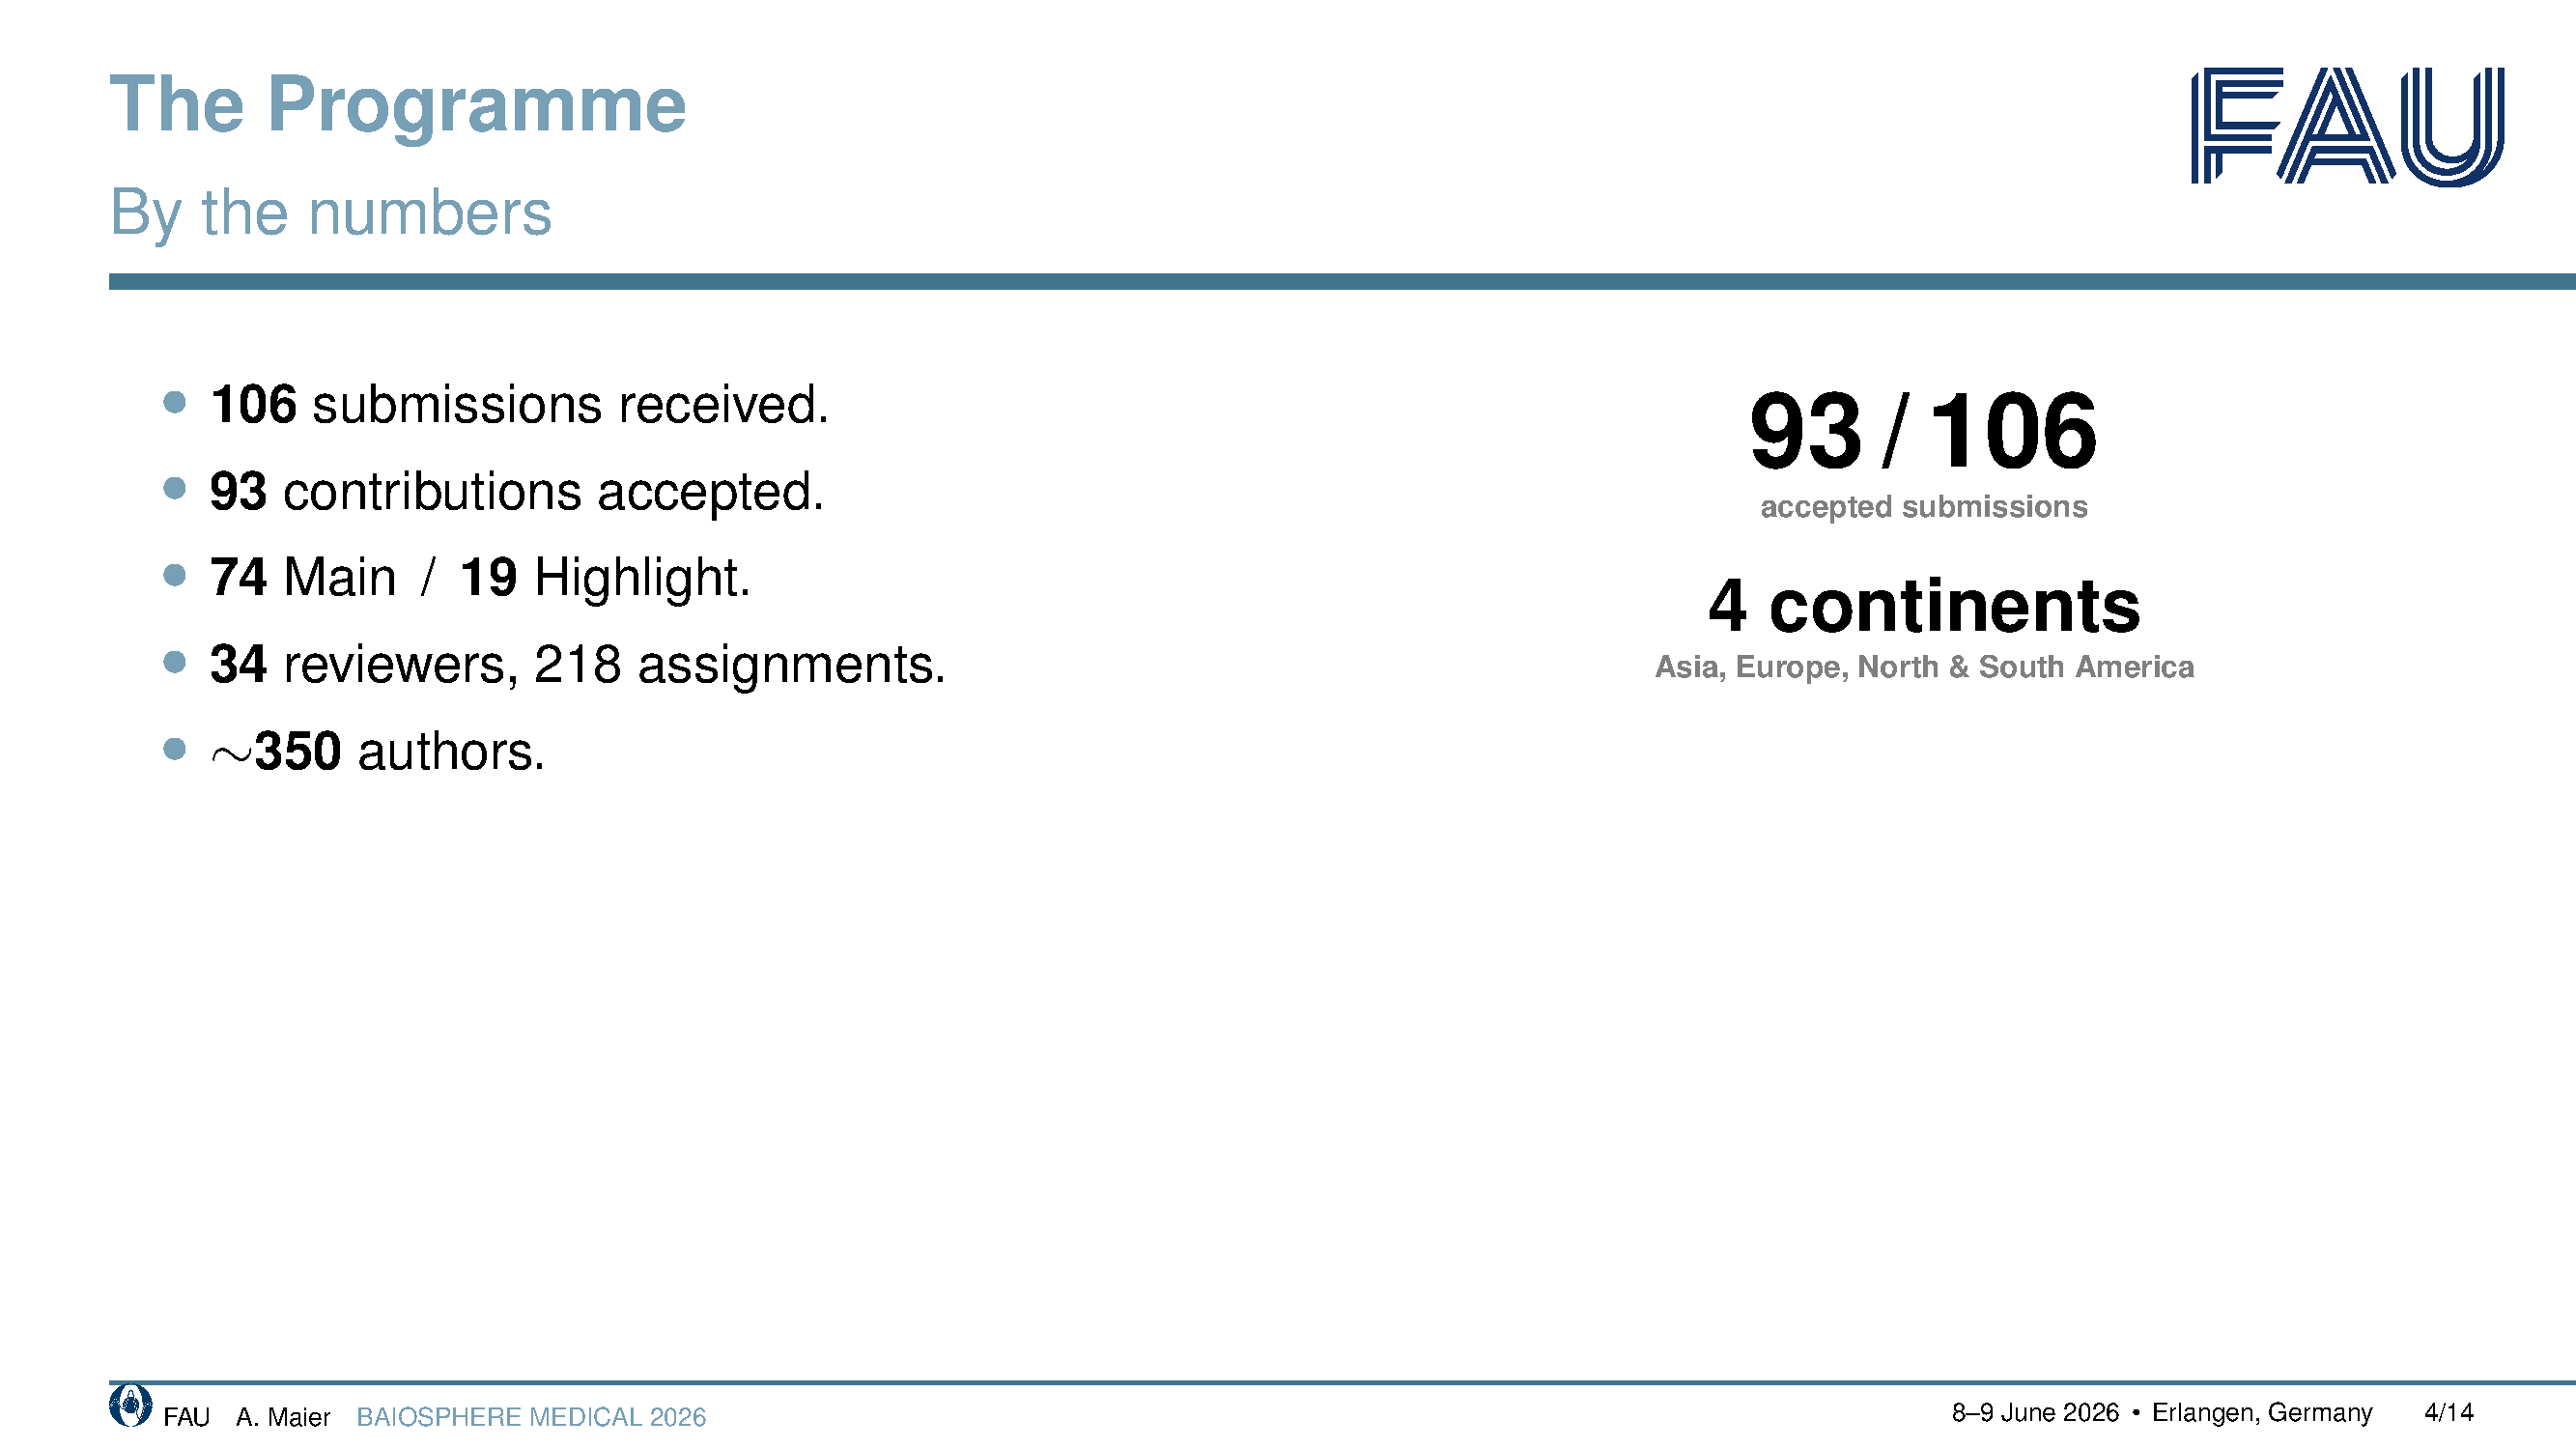 The Programme
FAU
By the numbers
• 106 submissions received.
• 93 contributions accepted.
• 74 Main / 19 Highlight.
• 34 reviewers, 218 assignments.
• ~350 authors.
93 / 106
accepted submissions
4 continents
Asia, Europe, North & South America
FAU A. Maier BAIOSPHERE MEDICAL 2026
8–9 June 2026 • Erlangen, Germany 4/14